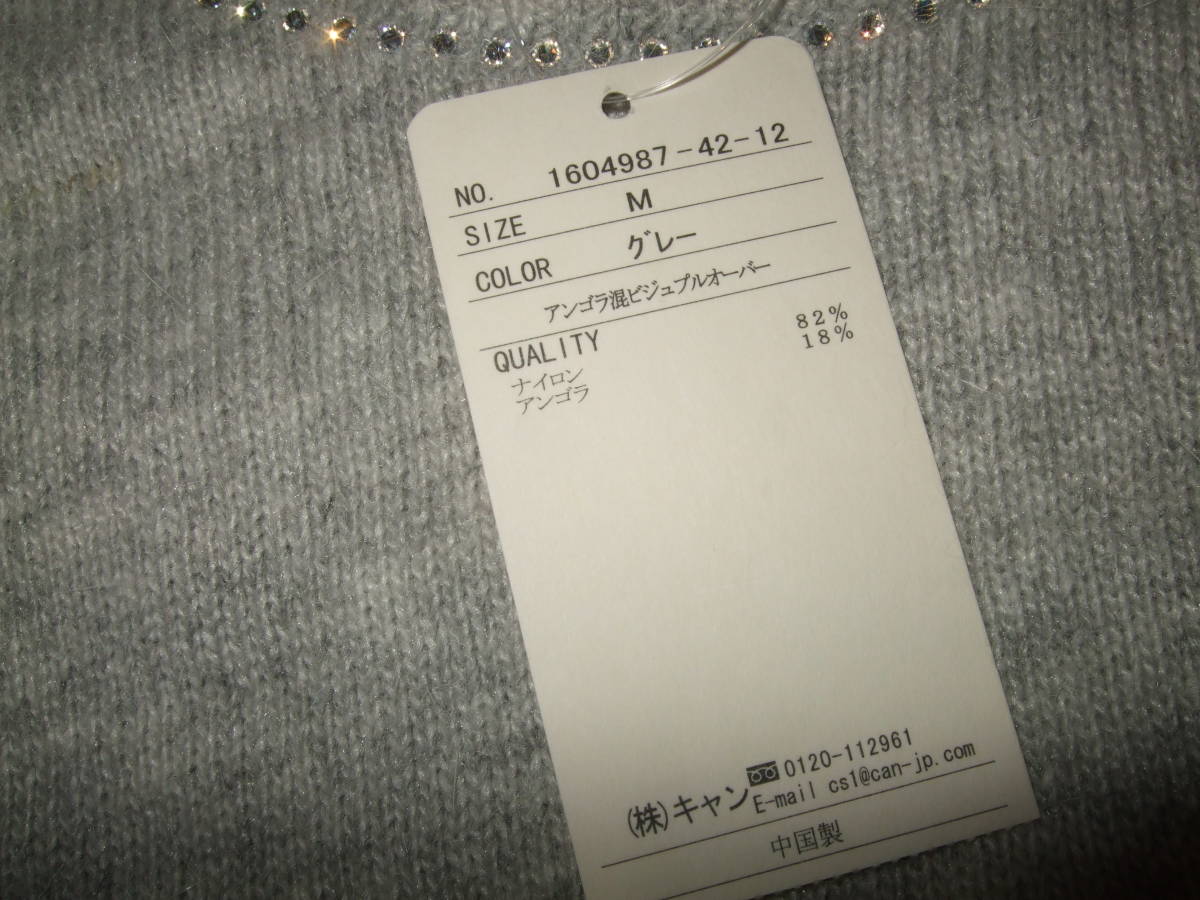 NO. 1604987-42-12
SIZE M
COLOR グレー
アンゴラ混ビジュプルオーバー
QUALITY
ナイロン 82%
アンゴラ 18%
(株)キャン 0120-112961
E-mail cs1@can-jp.com
中国製